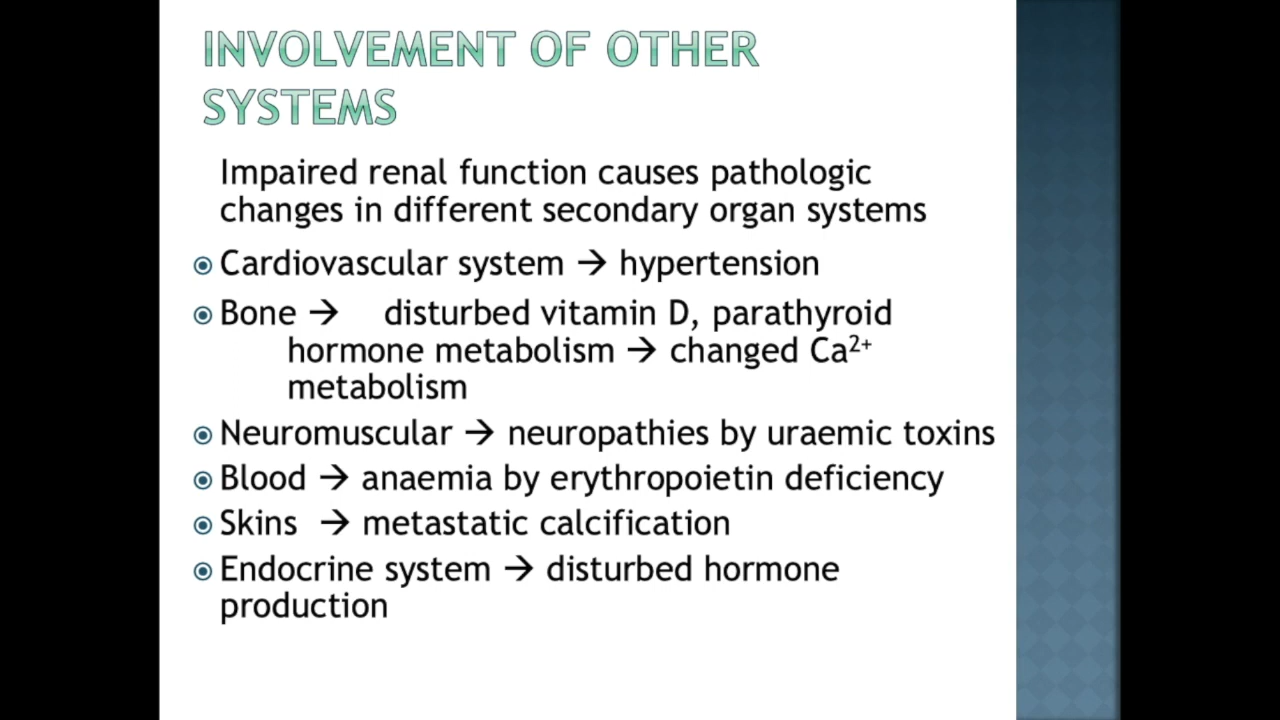 INVOLVEMENT OF OTHER
SYSTEMS
Impaired renal function causes pathologic
changes in different secondary organ systems
Cardiovascular system → hypertension
Bone → disturbed vitamin D, parathyroid
hormone metabolism → changed Ca²⁺
metabolism
Neuromuscular → neuropathies by uraemic toxins
Blood → anaemia by erythropoietin deficiency
Skins → metastatic calcification
Endocrine system → disturbed hormone
production